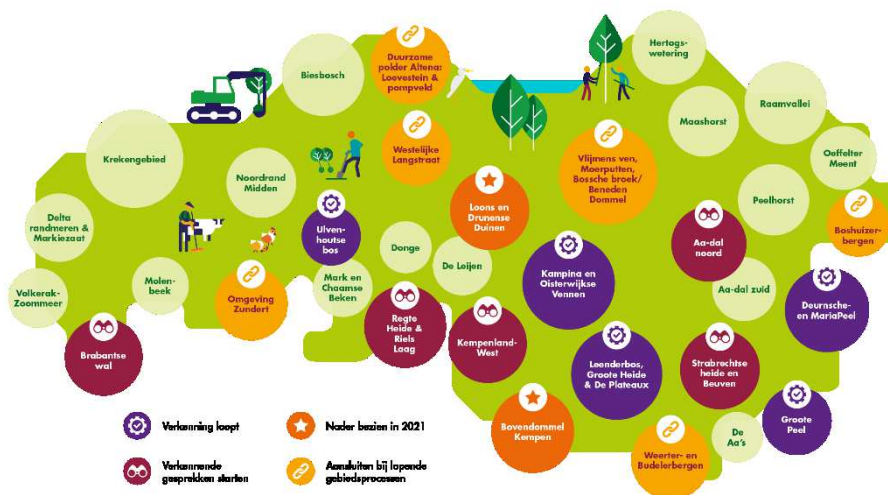 Hertogs-
wetering
Biesbosch
Duurzame
polder Altena:
Loevestein &
pompveld
Raamvallei
Maashorst
Krekengebied
Westelijke
Langstraat
Vlijmens ven,
Moerputten,
Bossche broek/
Beneden
Dommel
Ooffelter
Meent
Noordrand
Midden
Loons en
Drunense
Duinen
Peelhorst
Delta
randmeren &
Markiezaat
Ulven-
houtse
bos
Aa-dal
noord
Boshuizer-
bergen
Donge
De Leijen
Kampina en
Oisterwijkse
Vennen
Volkerak-
Zoommeer
Molen-
beek
Omgeving
Zundert
Mark en
Chaamse
Beken
Aa-dal zuid
Deurnsche-
en MariaPeel
Regte
Heide &
Riels
Laag
Kempenland-
West
Brabantse
wal
Leenderbos,
Groote Heide
& De Plateaux
Strabrechtse
heide en
Beuven
Bovendommel
Kempen
Groote
Peel
De
Aa's
Weerter- en
Budelerbergen
Verkenning loopt
Nader bezien in 2021
Verkennende
gesprekken starten
Aansluiten bij lopende
gebiedsprocessen